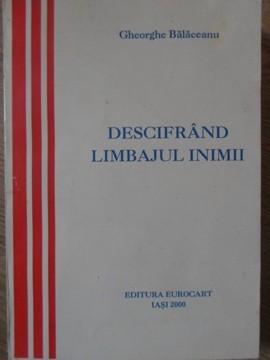 Gheorghe Bălăceanu
DESCIFRÂND
LIMBAJUL INIMII
EDITURA EUROCART
IAŞI 2000